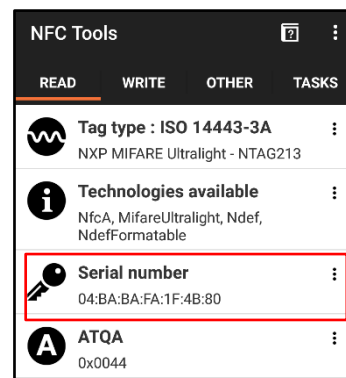 NFC Tools
READ WRITE OTHER TASKS
Tag type : ISO 14443-3A
NXP MIFARE Ultralight - NTAG213
Technologies available
NfcA, MifareUltralight, Ndef,
NdefFormatable
Serial number
04:BA:BA:FA:1F:4B:80
ATQA
0x0044